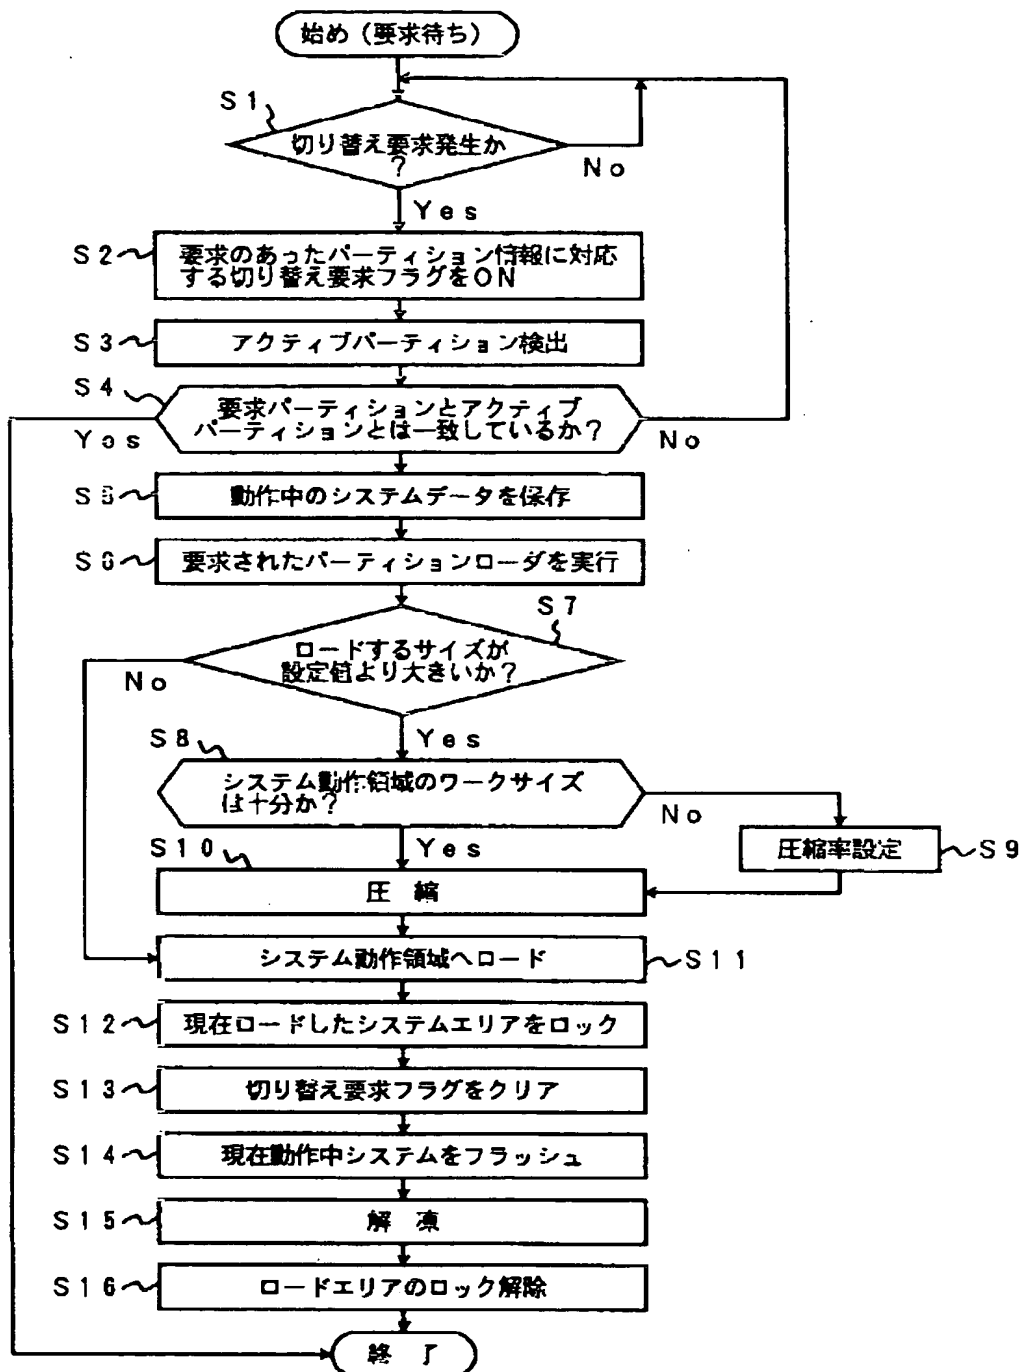 始め（要求待ち）
S1
切り替え要求発生か
？
No
Yes
S2
要求のあったパーティション情報に対応
する切り替え要求フラグをON
S3
アクティブパーティション検出
S4
要求パーティションとアクティブ
パーティションとは一致しているか？
Yes
No
S5
動作中のシステムデータを保存
S6
要求されたパーティションローダを実行
S7
ロードするサイズが
設定値より大きいか？
No
Yes
S8
システム動作領域のワークサイズ
は十分か？
No
S10
Yes
圧縮率設定
S9
圧縮
システム動作領域へロード
S11
S12
現在ロードしたシステムエリアをロック
S13
切り替え要求フラグをクリア
S14
現在動作中システムをフラッシュ
S15
解凍
S16
ロードエリアのロック解除
終了